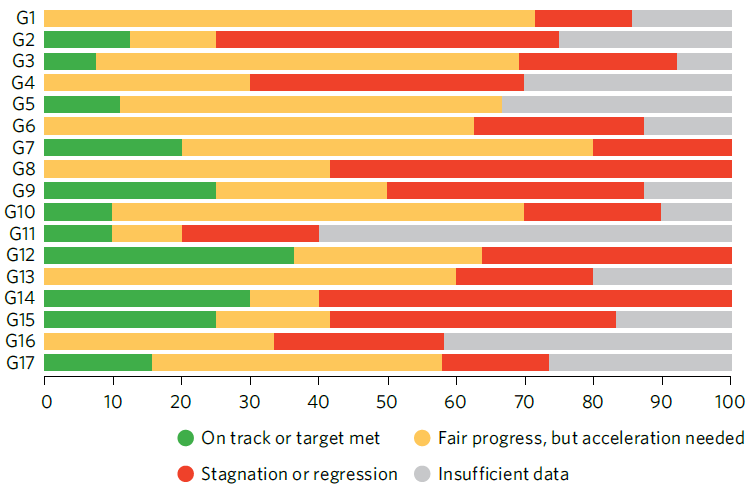 G1
G2
G3
G4
G5
G6
G7
G8
G9
G10
G11
G12
G13
G14
G15
G16
G17
0 10 20 30 40 50 60 70 80 90 100
On track or target met Fair progress, but acceleration needed
Stagnation or regression Insufficient data